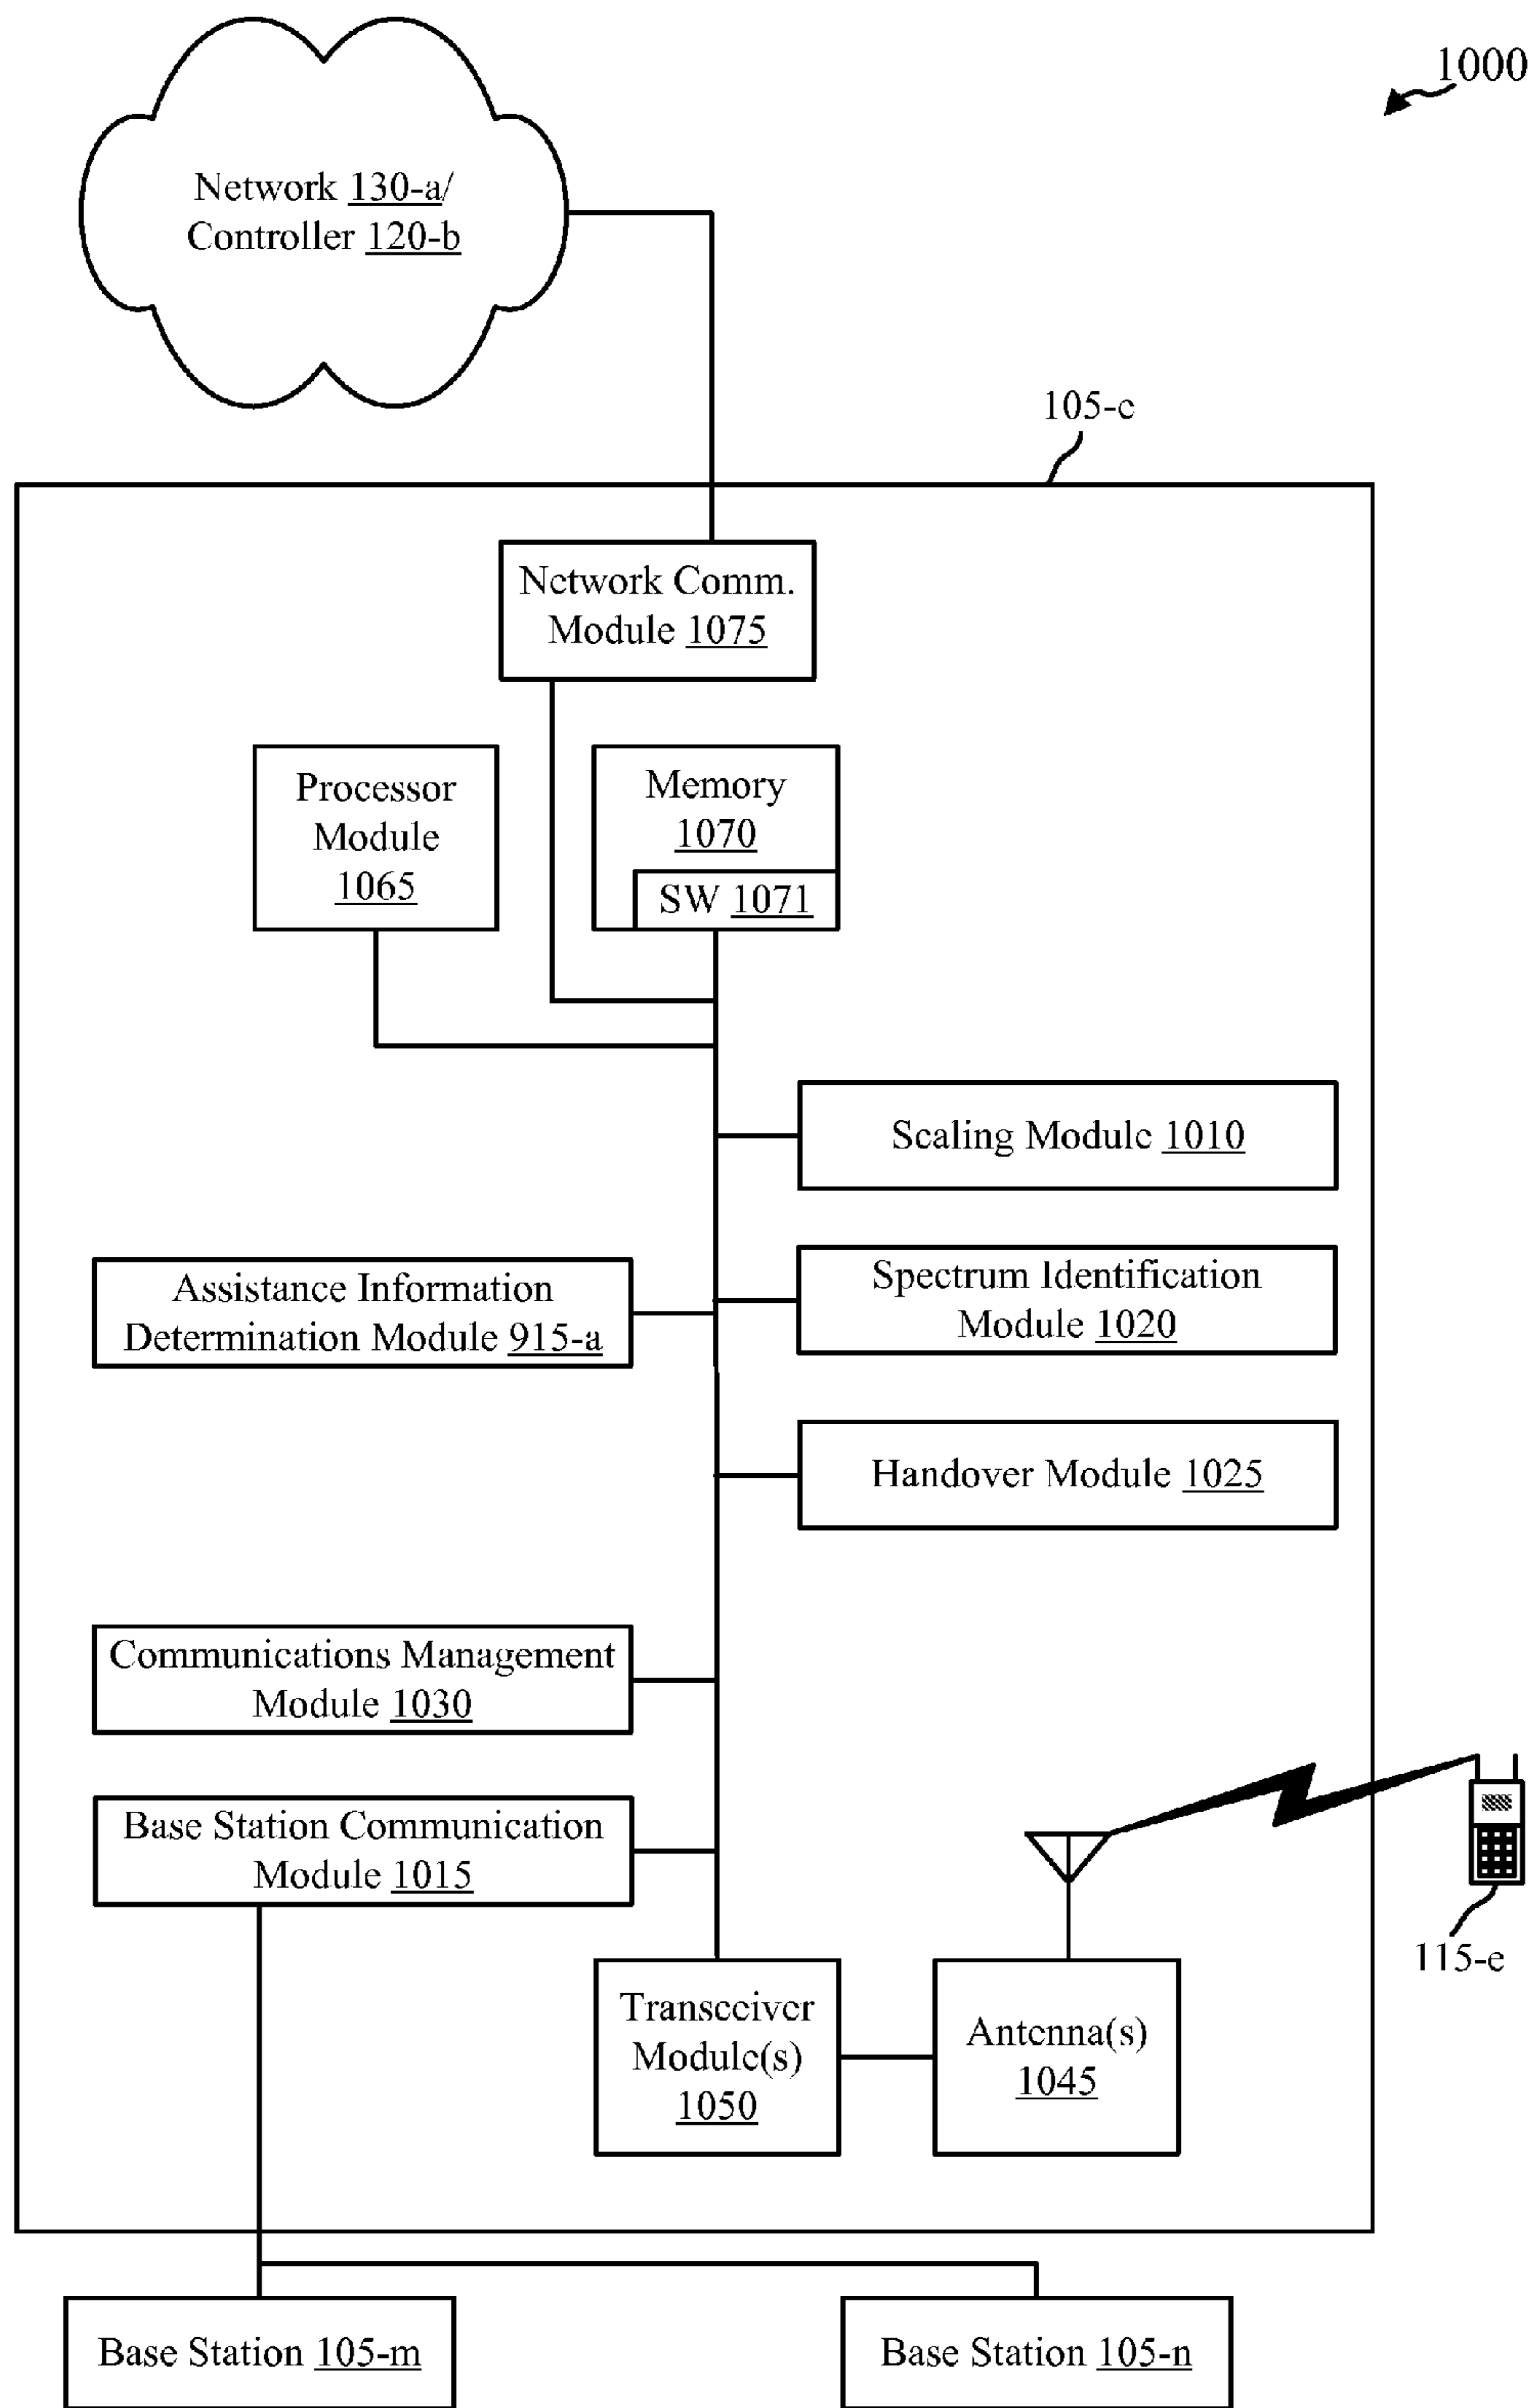 1000
Network 130-a/
Controller 120-b
105-c
Network Comm.
Module 1075
Processor
Module
1065
Memory
1070
SW 1071
Scaling Module 1010
Assistance Information
Determination Module 915-a
Spectrum Identification
Module 1020
Handover Module 1025
Communications Management
Module 1030
Base Station Communication
Module 1015
115-e
Transceiver
Module(s)
1050
Antenna(s)
1045
Base Station 105-m
Base Station 105-n